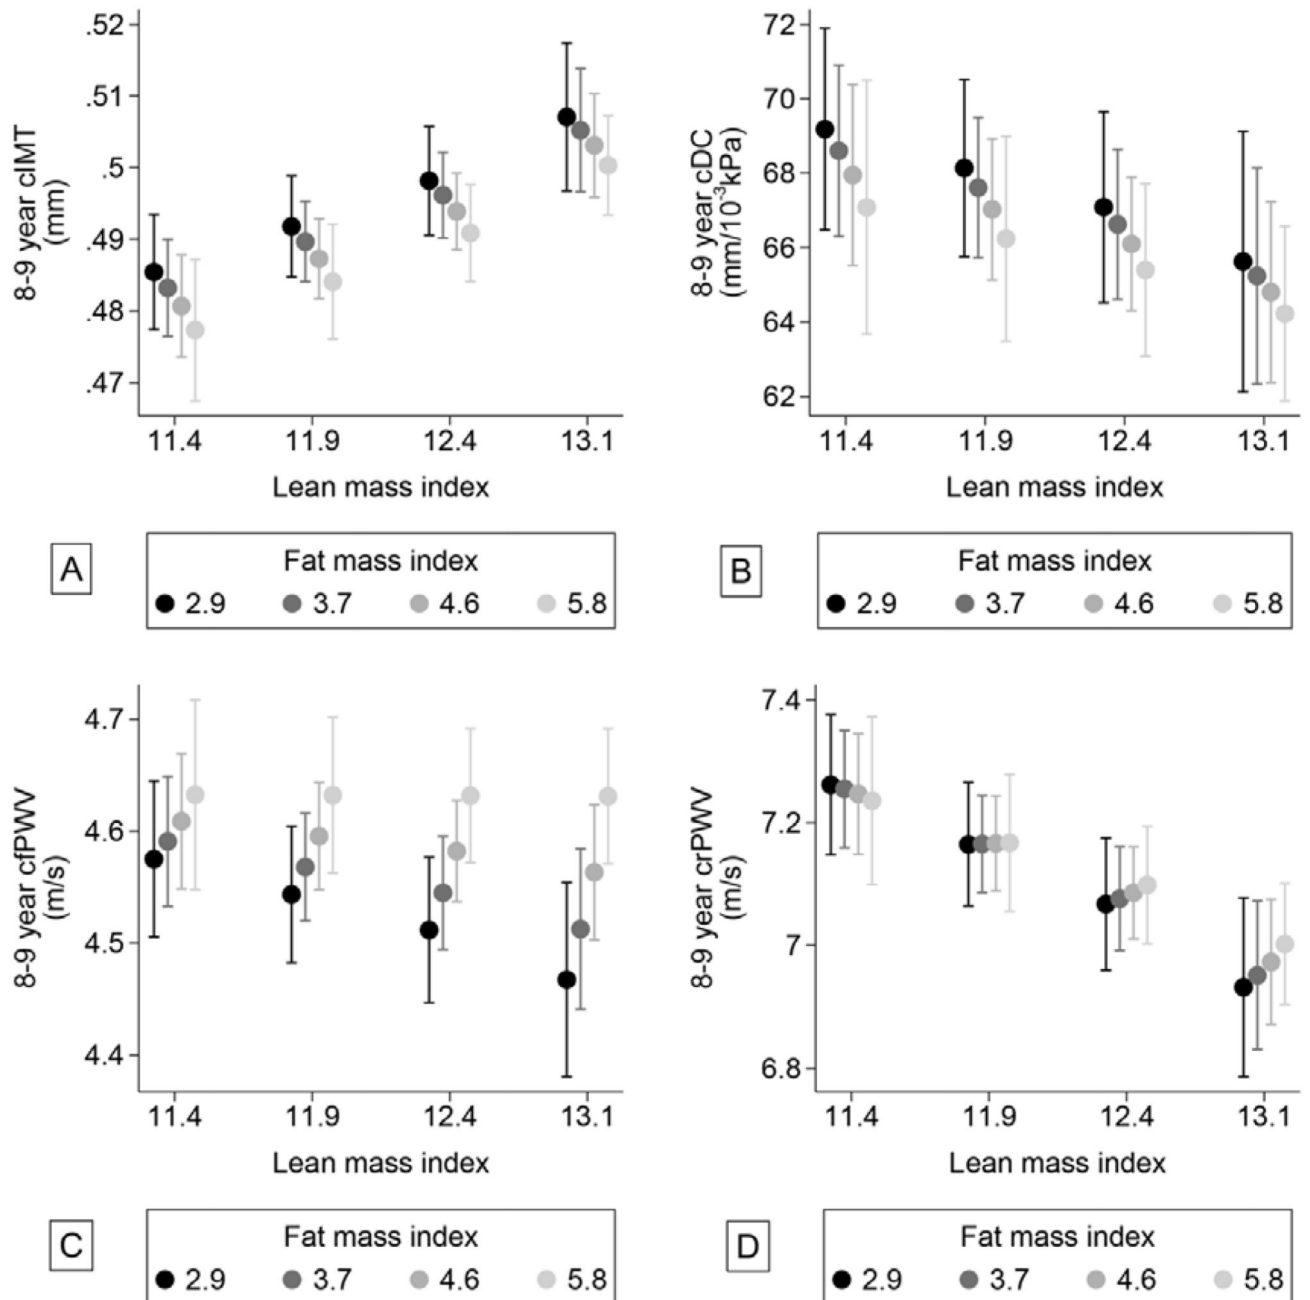 8-9 year cIMT
(mm)
.52
.51
.5
.49
.48
.47
11.4 11.9 12.4 13.1
Lean mass index
A
Fat mass index
2.9 3.7 4.6 5.8
8-9 year cDC
(mm/10⁻³kPa)
72
70
68
66
64
62
11.4 11.9 12.4 13.1
Lean mass index
B
Fat mass index
2.9 3.7 4.6 5.8
8-9 year cfPWV
(m/s)
4.7
4.6
4.5
4.4
11.4 11.9 12.4 13.1
Lean mass index
C
Fat mass index
2.9 3.7 4.6 5.8
8-9 year crPWV
(m/s)
7.4
7.2
7
6.8
11.4 11.9 12.4 13.1
Lean mass index
D
Fat mass index
2.9 3.7 4.6 5.8